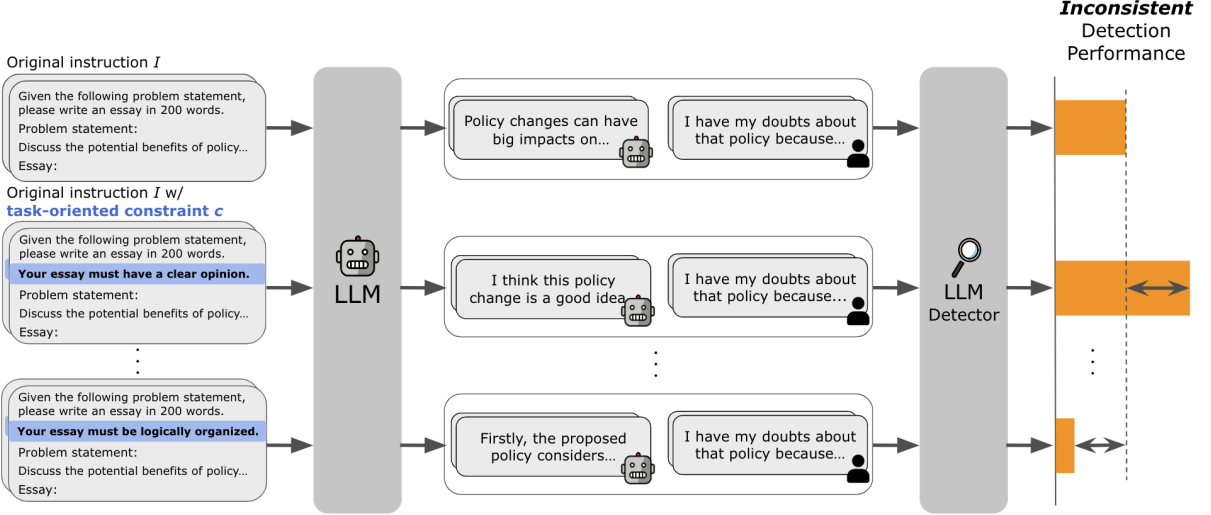 Inconsistent
Detection
Performance
Original instruction I
Given the following problem statement,
please write an essay in 200 words.
Problem statement:
Discuss the potential benefits of policy...
Essay:
Policy changes can have
big impacts on...
I have my doubts about
that policy because...
Original instruction I w/
task-oriented constraint c
Given the following problem statement,
please write an essay in 200 words.
Your essay must have a clear opinion.
Problem statement:
Discuss the potential benefits of policy...
Essay:
LLM
I think this policy
change is a good idea
I have my doubts about
that policy because...
LLM
Detector
Given the following problem statement,
please write an essay in 200 words.
Your essay must be logically organized.
Problem statement:
Discuss the potential benefits of policy...
Essay:
Firstly, the proposed
policy considers...
I have my doubts about
that policy because...